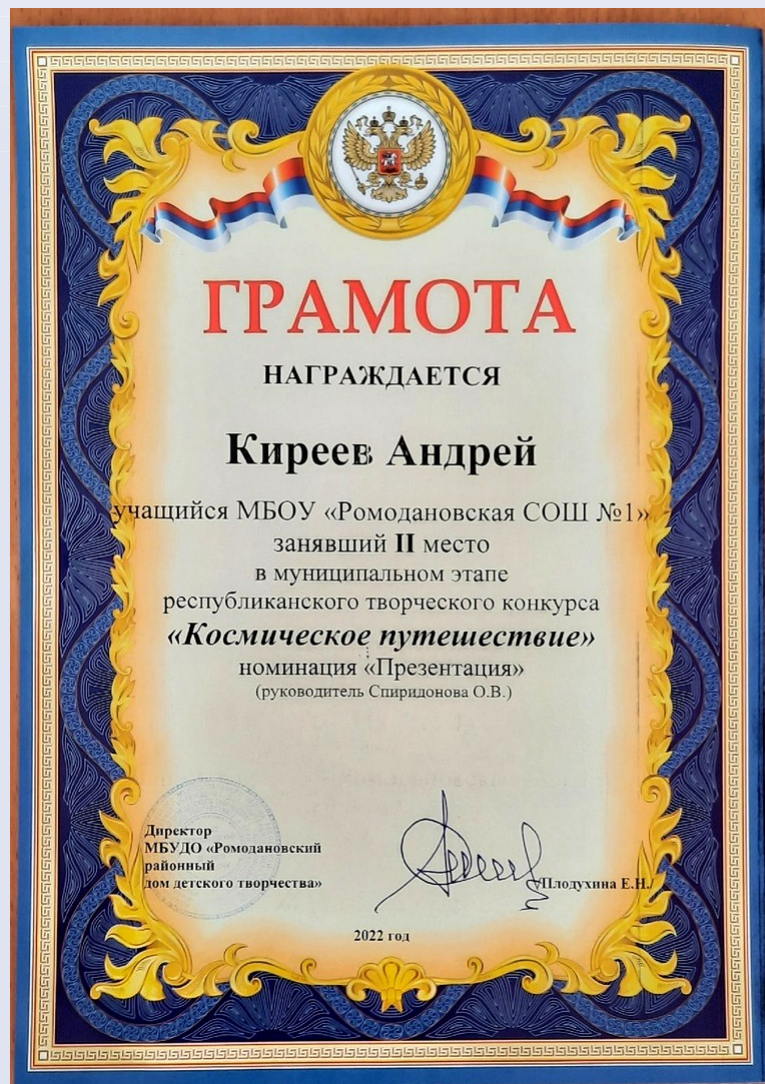 ГРАМОТА
НАГРАЖДАЕТСЯ
Киреев Андрей
учащийся МБОУ «Ромодановская СОШ №1»
занявший II место
в муниципальном этапе
республиканского творческого конкурса
«Космическое путешествие»
номинация «Презентация»
(руководитель Спиридонова О.В.)
Директор
МБУДО «Ромодановский
районный
дом детского творчества»
/Плодухина Е.Н./
2022 год